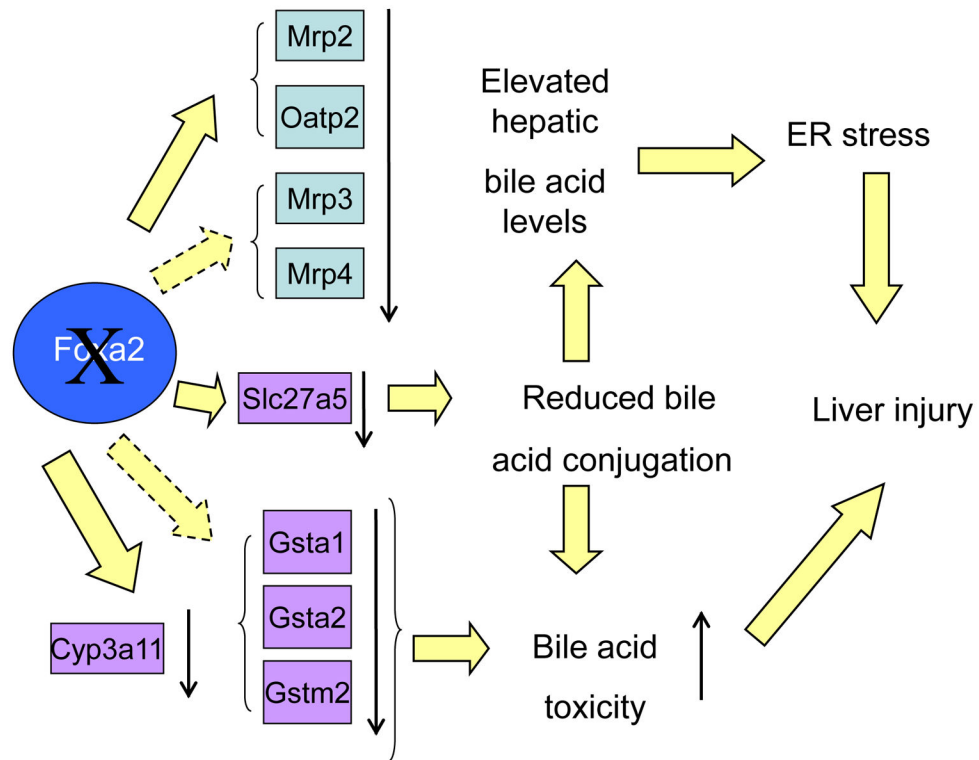 Mrp2
Oatp2
Mrp3
Mrp4
Foxa2
X
Slc27a5
Cyp3a11
Gsta1
Gsta2
Gstm2
Elevated
hepatic
bile acid
levels
ER stress
Reduced bile
acid conjugation
Liver injury
Bile acid
toxicity